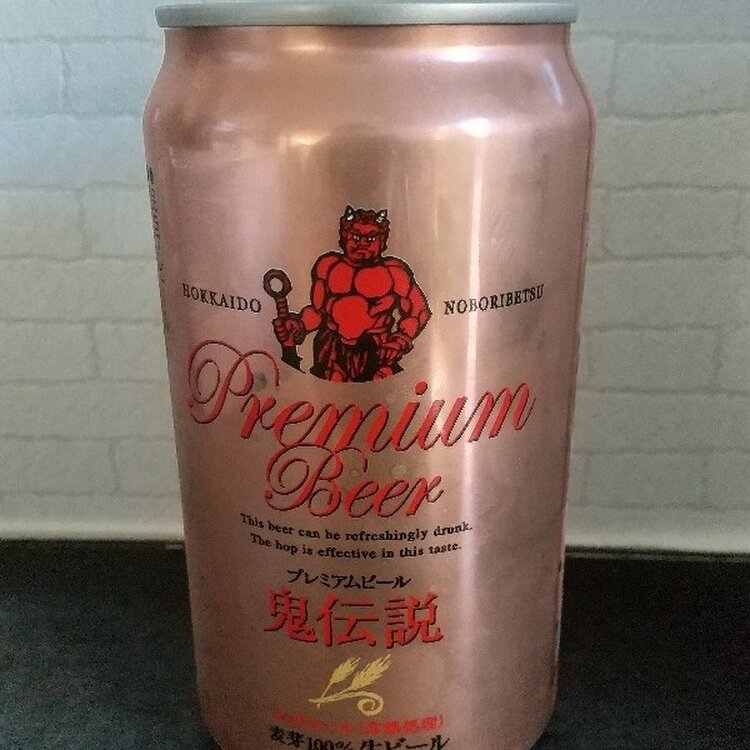 HOKKAIDO NOBORIBETSU
Premium
Beer
This beer can be refreshingly drunk.
The hop is effective in this taste.
プレミアムビール
鬼伝説
麦芽100%生ビール